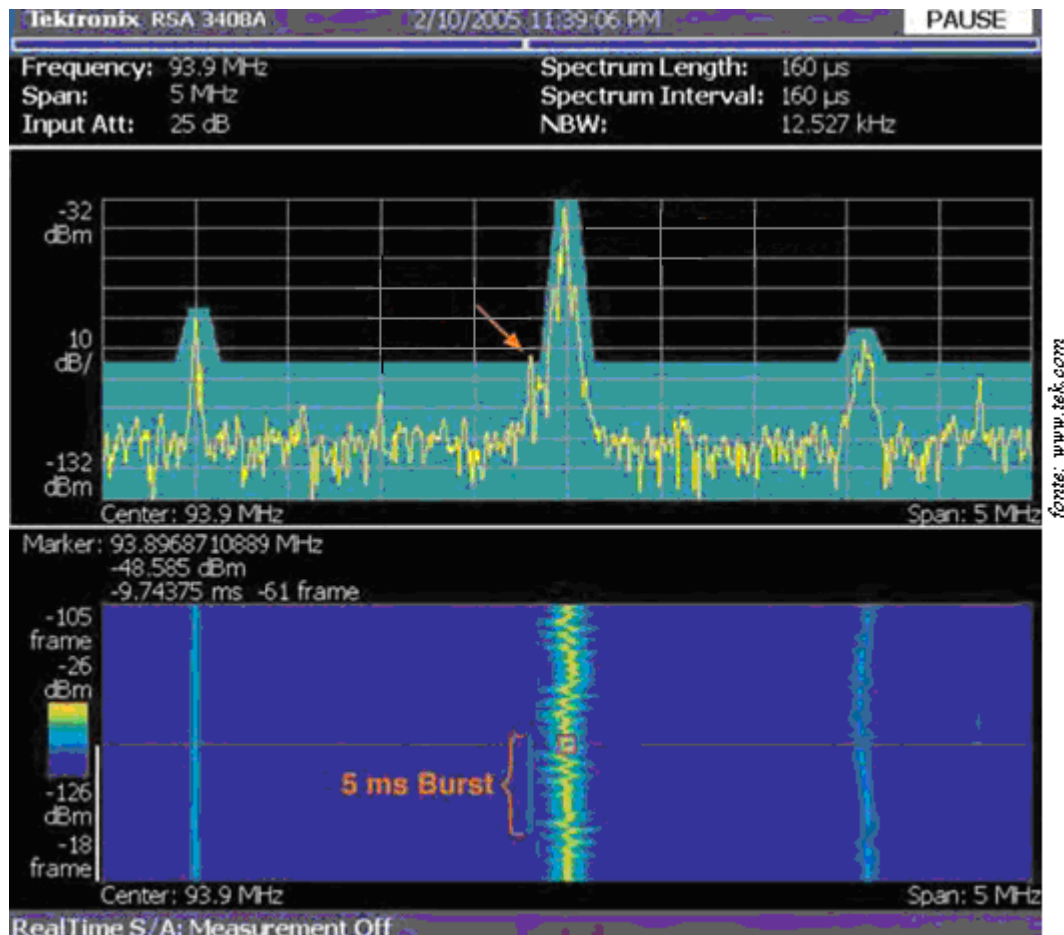 Tektronix RSA 3408A 2/10/2005 11:39:06 PM PAUSE
Frequency: 93.9 MHz Spectrum Length: 160 µs
Span: 5 MHz Spectrum Interval: 160 µs
Input Att: 25 dB NBW: 12.527 kHz
-32
dBm
10
dB/
-132
dBm
Center: 93.9 MHz Span: 5 MHz
fonte: www.tek.com
Marker: 93.8968710889 MHz
-48.585 dBm
-9.74375 ms -61 frame
-105
frame
-26
dBm
5 ms Burst
-126
dBm
-18
frame
Center: 93.9 MHz Span: 5 MHz
RealTime S/A: Measurement Off